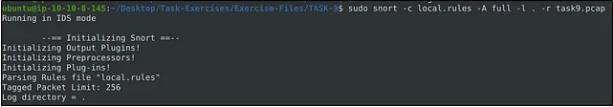 ubuntu@ip-10-10-8-145:~/Desktop/Task-Exercises/Exercise-Files/TASK-9$ sudo snort -c local.rules -A full -l . -r task9.pcap
Running in IDS mode
--== Initializing Snort ==--
Initializing Output Plugins!
Initializing Preprocessors!
Initializing Plug-ins!
Parsing Rules file "local.rules"
Tagged Packet Limit: 256
Log directory = .